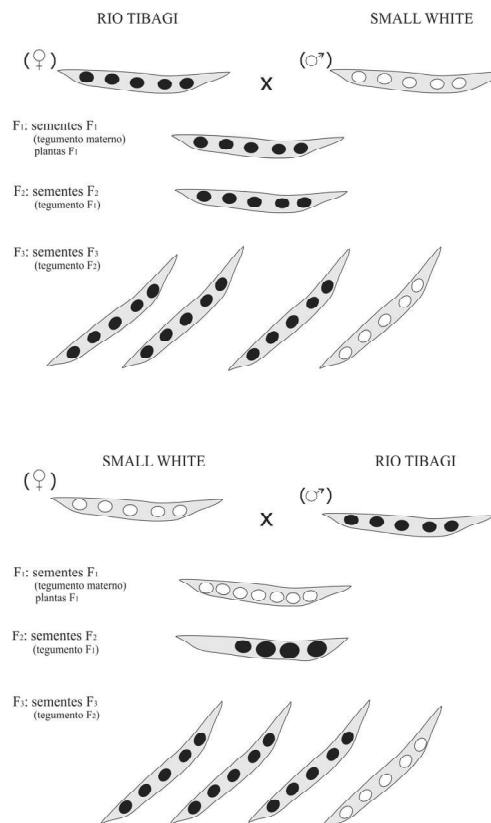 RIO TIBAGI
SMALL WHITE
(♀)
x
(♂)
F₁: sementes F₁
(tegumento materno)
plantas F₁
F₂: sementes F₂
(tegumento F₁)
F₃: sementes F₃
(tegumento F₂)
SMALL WHITE
RIO TIBAGI
(♀)
x
(♂)
F₁: sementes F₁
(tegumento materno)
plantas F₁
F₂: sementes F₂
(tegumento F₁)
F₃: sementes F₃
(tegumento F₂)